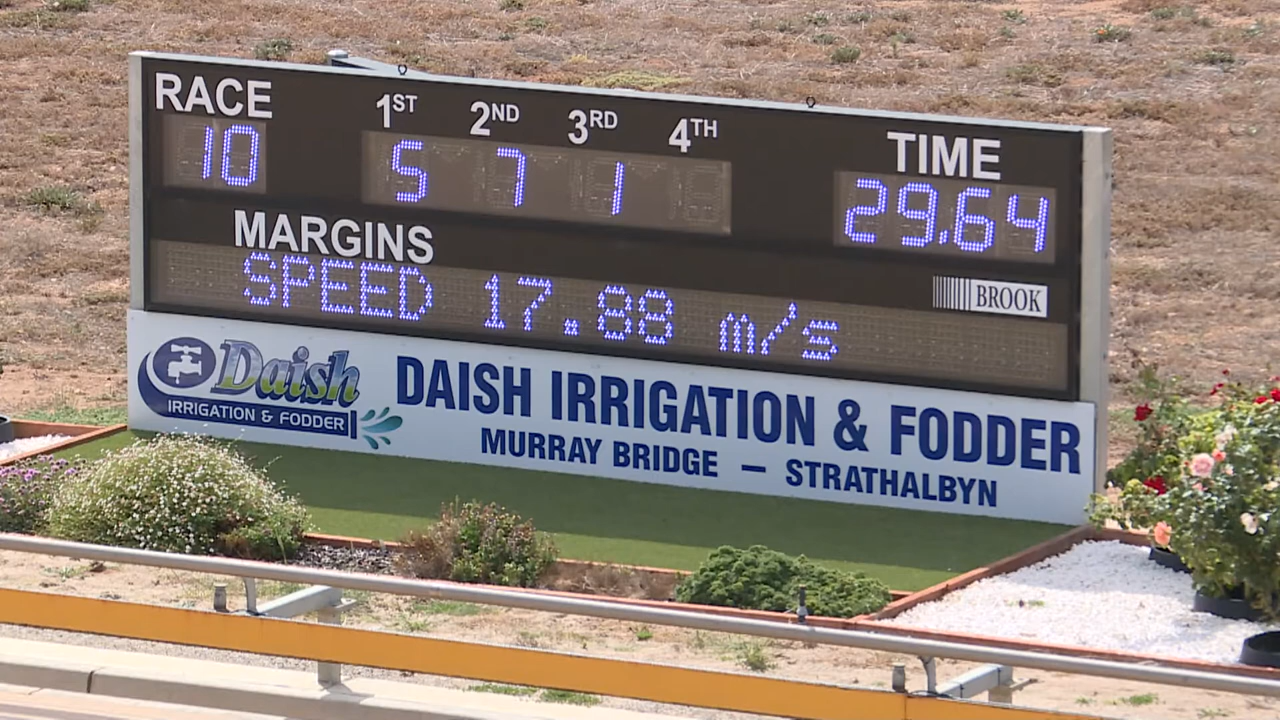 RACE 1ST 2ND 3RD 4TH TIME
10 5 7 1 29.64
MARGINS
SPEED 17.88 m/s
BROOK
Daish
IRRIGATION & FODDER
DAISH IRRIGATION & FODDER
MURRAY BRIDGE – STRATHALBYN